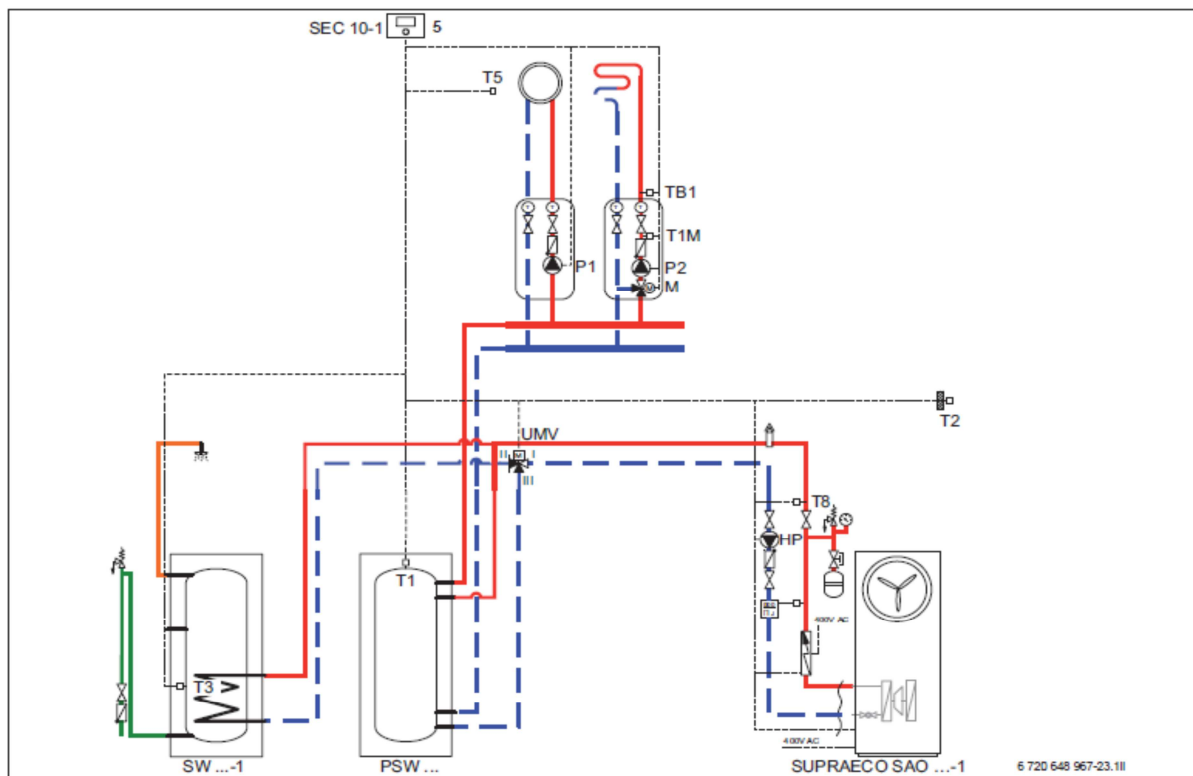 SEC 10-1 5
T5
TB1
T1M
P1
P2
M
M
T2
UMV
M
II I
III
T8
HP
400V AC
T1
T3
400V AC
SW ...-1
PSW ...
SUPRAECO SAO ...-1
6 720 648 967-23.1II